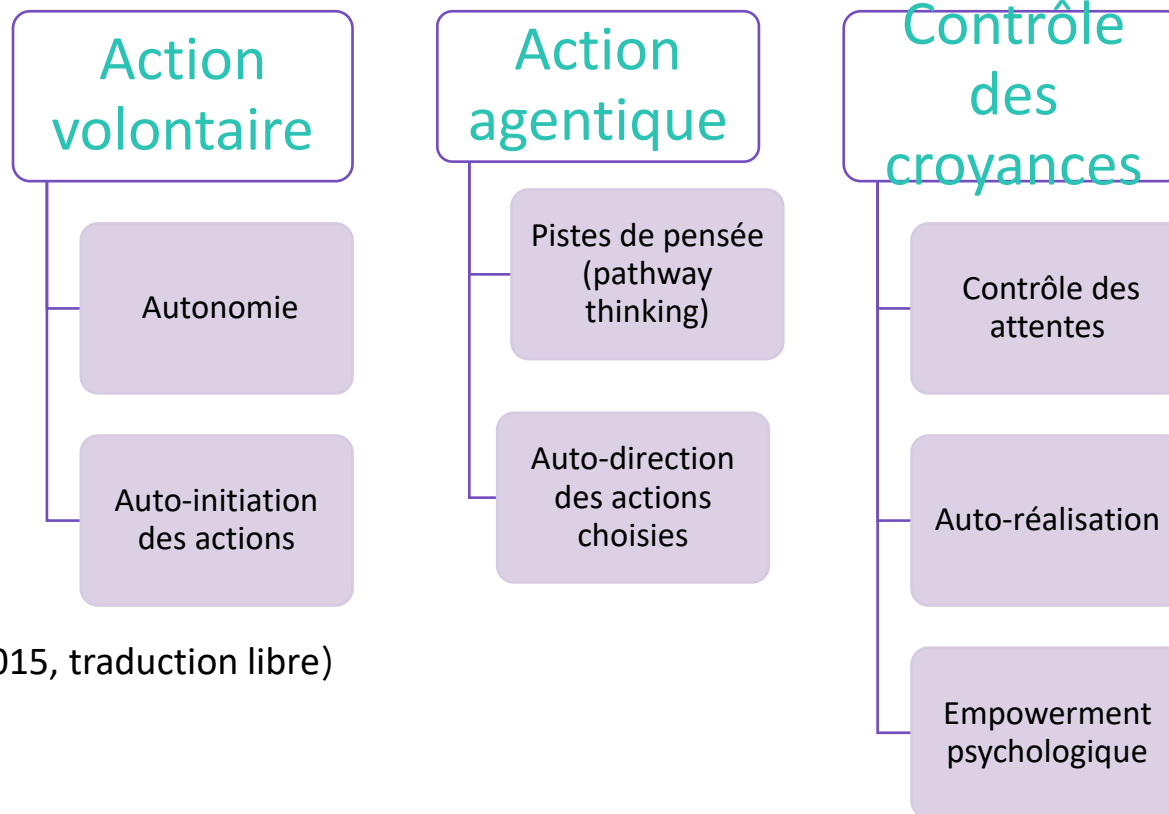 Action
volontaire
Autonomie
Auto-initiation
des actions
Action
agentique
Pistes de pensée
(pathway
thinking)
Auto-direction
des actions
choisies
Contrôle
des
croyances
Contrôle des
attentes
Auto-réalisation
Empowerment
psychologique
015, traduction libre)